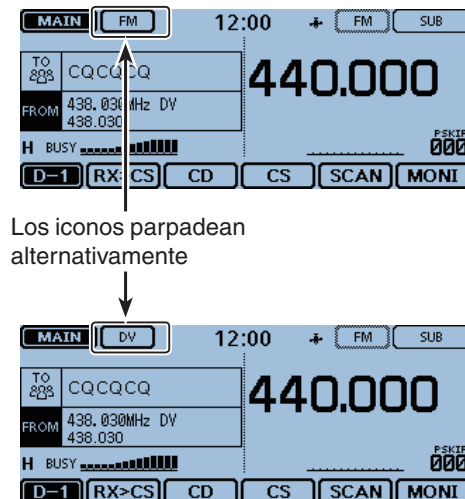 MAIN FM 12:00 FM SUB
TO CQCQCQ 440.000
FROM 438.030MHz DV
438.030
PSKIP
H BUSY 000
D-1 RX>CS CD CS SCAN MONI
Los iconos parpadean
alternativamente
MAIN DV 12:00 FM SUB
TO CQCQCQ 440.000
FROM 438.030MHz DV
438.030
PSKIP
H BUSY 000
D-1 RX>CS CD CS SCAN MONI